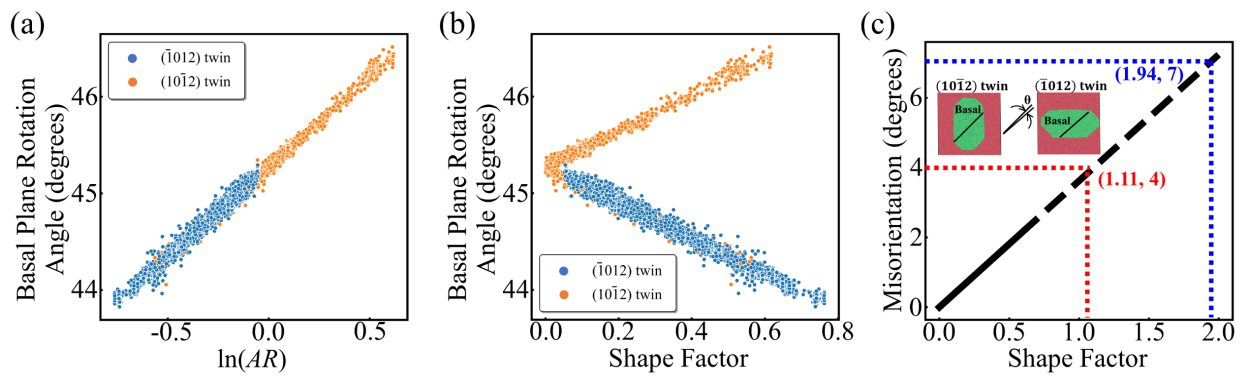 (a)
(1̄012) twin
(101̄2) twin
Basal Plane Rotation
Angle (degrees)
46
45
44
-0.5
0.0
0.5
ln(AR)
(b)
Basal Plane Rotation
Angle (degrees)
46
45
44
(1̄012) twin
(101̄2) twin
0.0
0.2
0.4
0.6
0.8
Shape Factor
(c)
Misorientation (degrees)
6
4
2
0
(1.94, 7)
(101̄2) twin
(1̄012) twin
θ
Basal
Basal
(1.11, 4)
0.0
0.5
1.0
1.5
2.0
Shape Factor